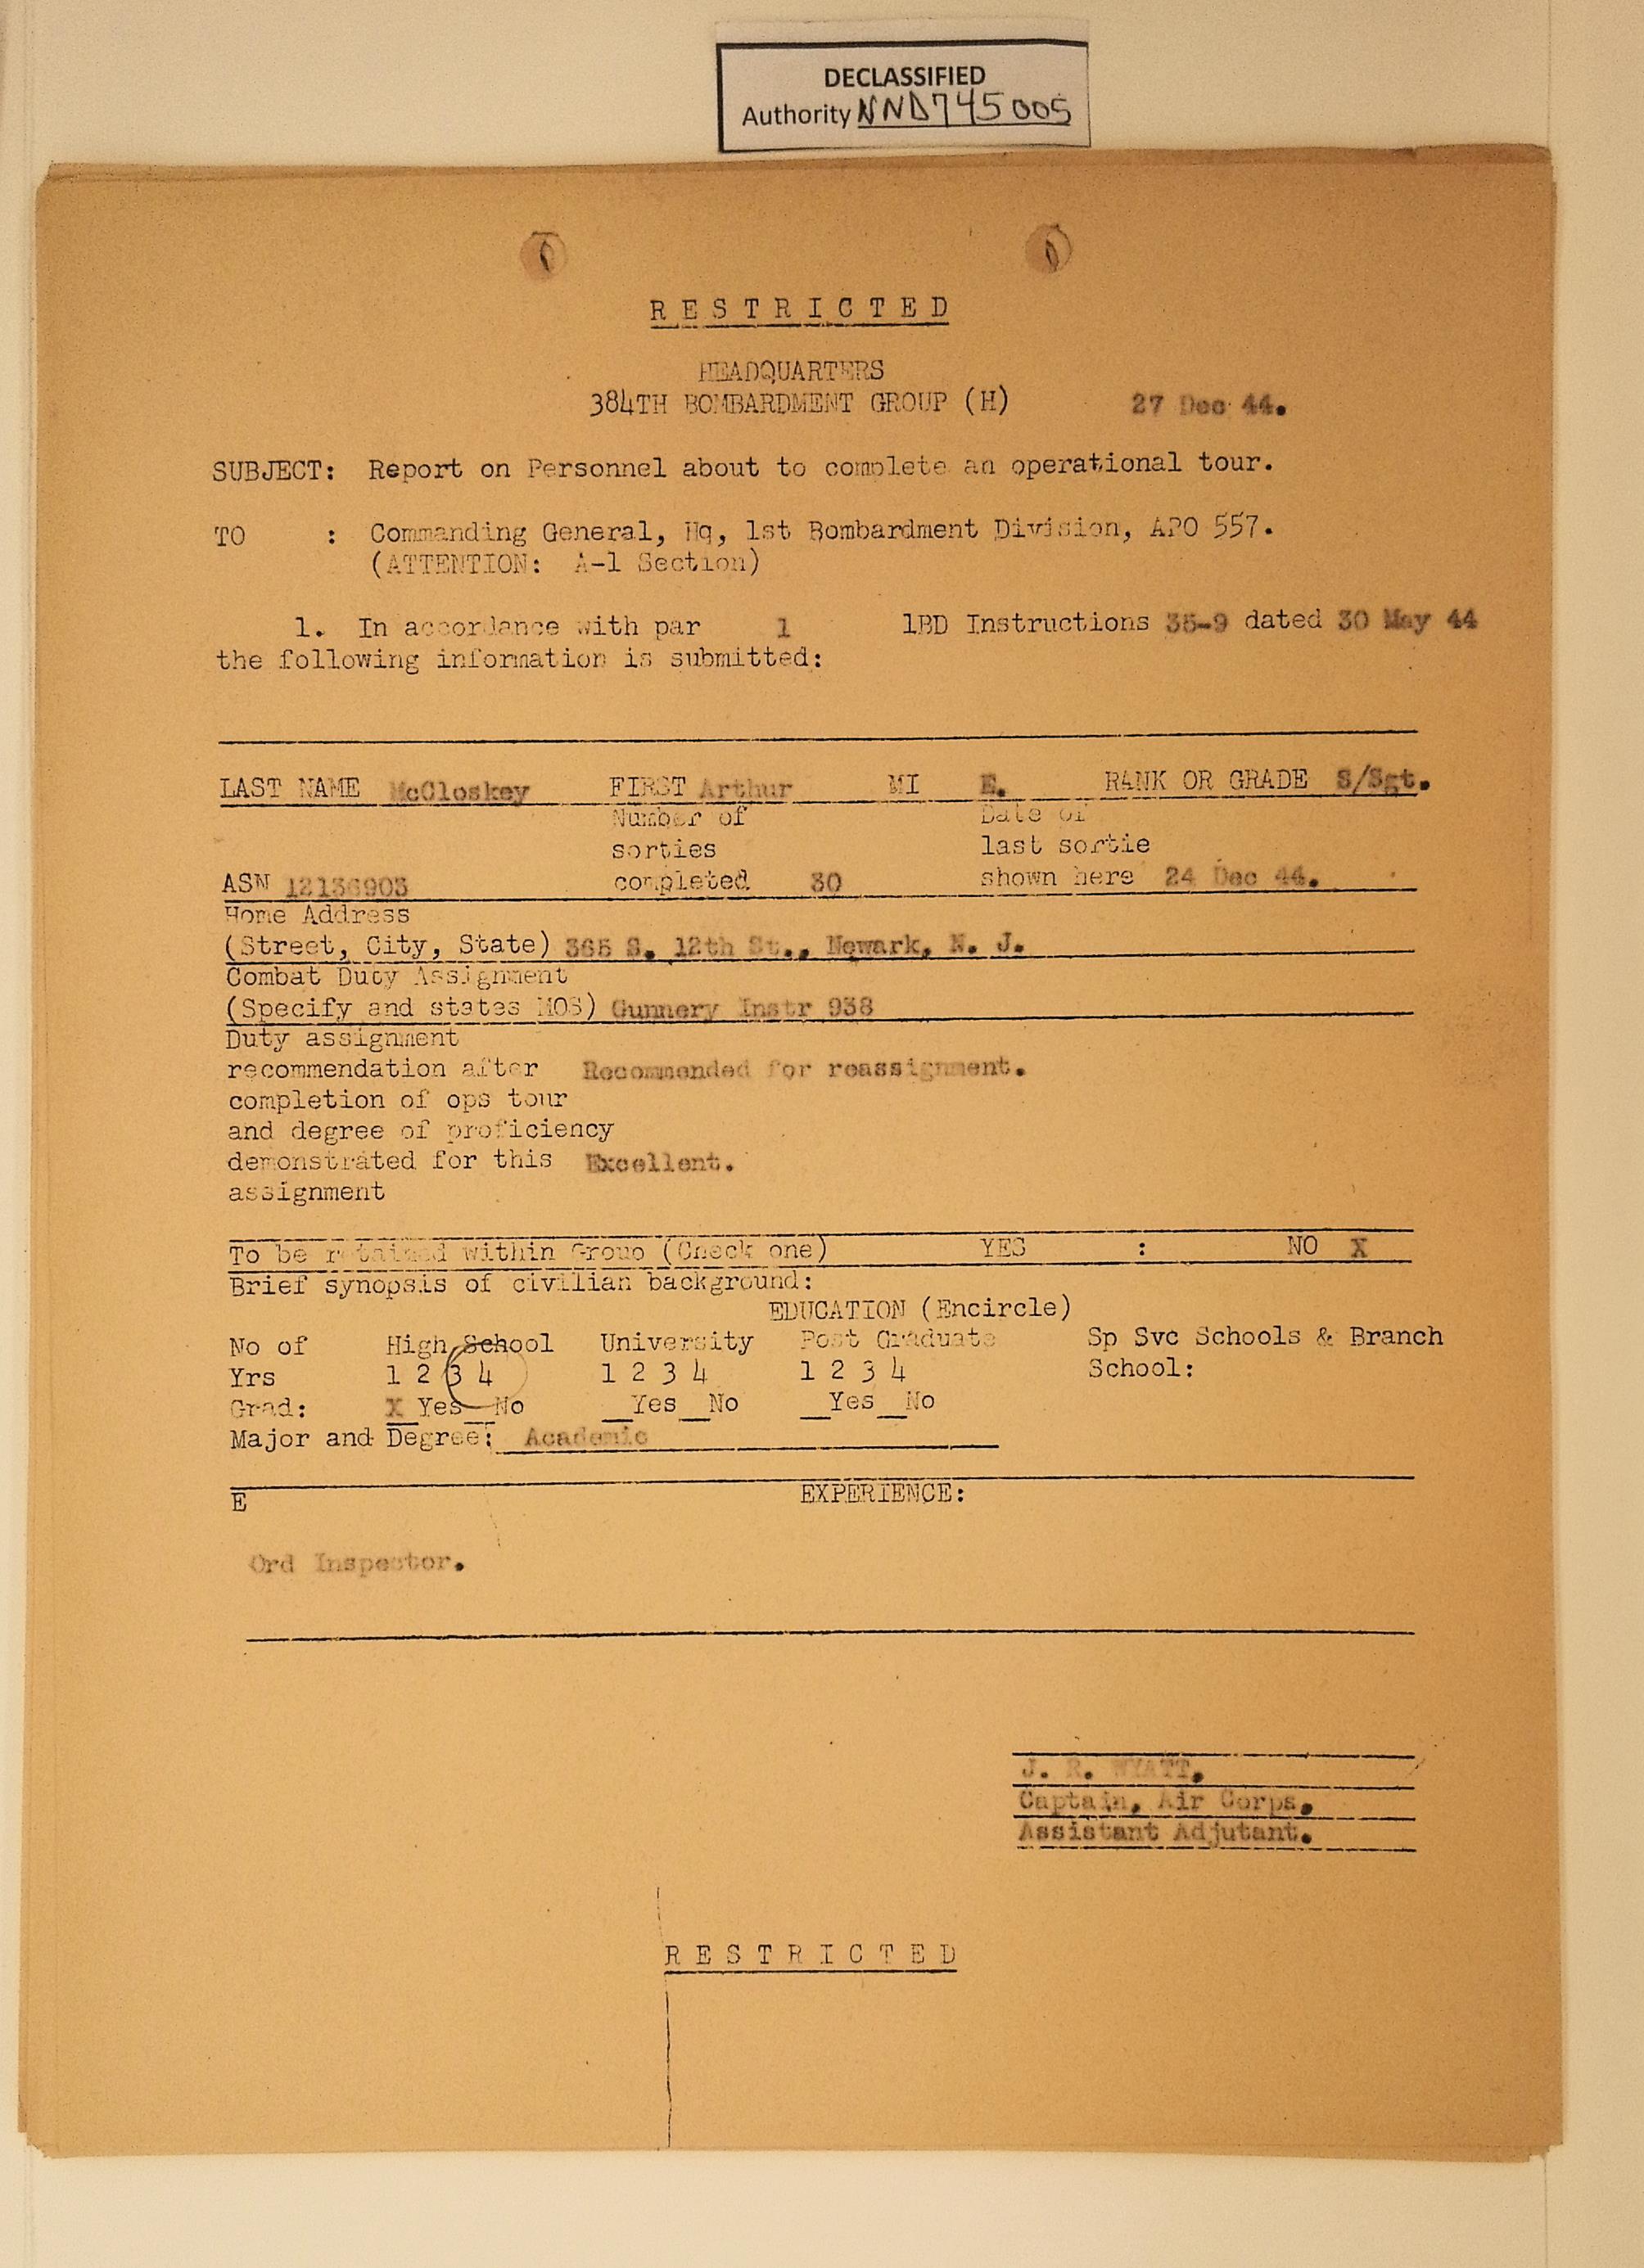 DECLASSIFIED
Authority NND745005
RESTRICTED
HEADQUARTERS
384TH BOMBARDMENT GROUP (H) 27 Dec 44.
SUBJECT: Report on Personnel about to complete an operational tour.
TO : Commanding General, Hq, 1st Bombardment Division, APO 557.
(ATTENTION: A-1 Section)
1. In accordance with par 1 1BD Instructions 35-9 dated 30 May 44
the following information is submitted:
LAST NAME McCloskey FIRST Arthur MI E. RANK OR GRADE S/Sgt.
Number of Date of
sorties last sortie
ASN 12136903 completed 30 shown here 24 Dec 44.
Home Address
(Street, City, State) 365 S. 12th St., Newark, N. J.
Combat Duty Assignment
(Specify and states MOS) Gunnery Instr 938
Duty assignment
recommendation after Recommended for reassignment.
completion of ops tour
and degree of proficiency
demonstrated for this Excellent.
assignment
To be retained within Group (Check one) YES : NO X
Brief synopsis of civilian background:
EDUCATION (Encircle)
No of High School University Post Graduate Sp Svc Schools & Branch
Yrs 1 2 3 4 1 2 3 4 1 2 3 4 School:
Grad: X Yes __No __Yes __No __Yes __No
Major and Degree: Academic
E EXPERIENCE:
Ord Inspector.
J. R. WYATT,
Captain, Air Corps,
Assistant Adjutant.
RESTRICTED